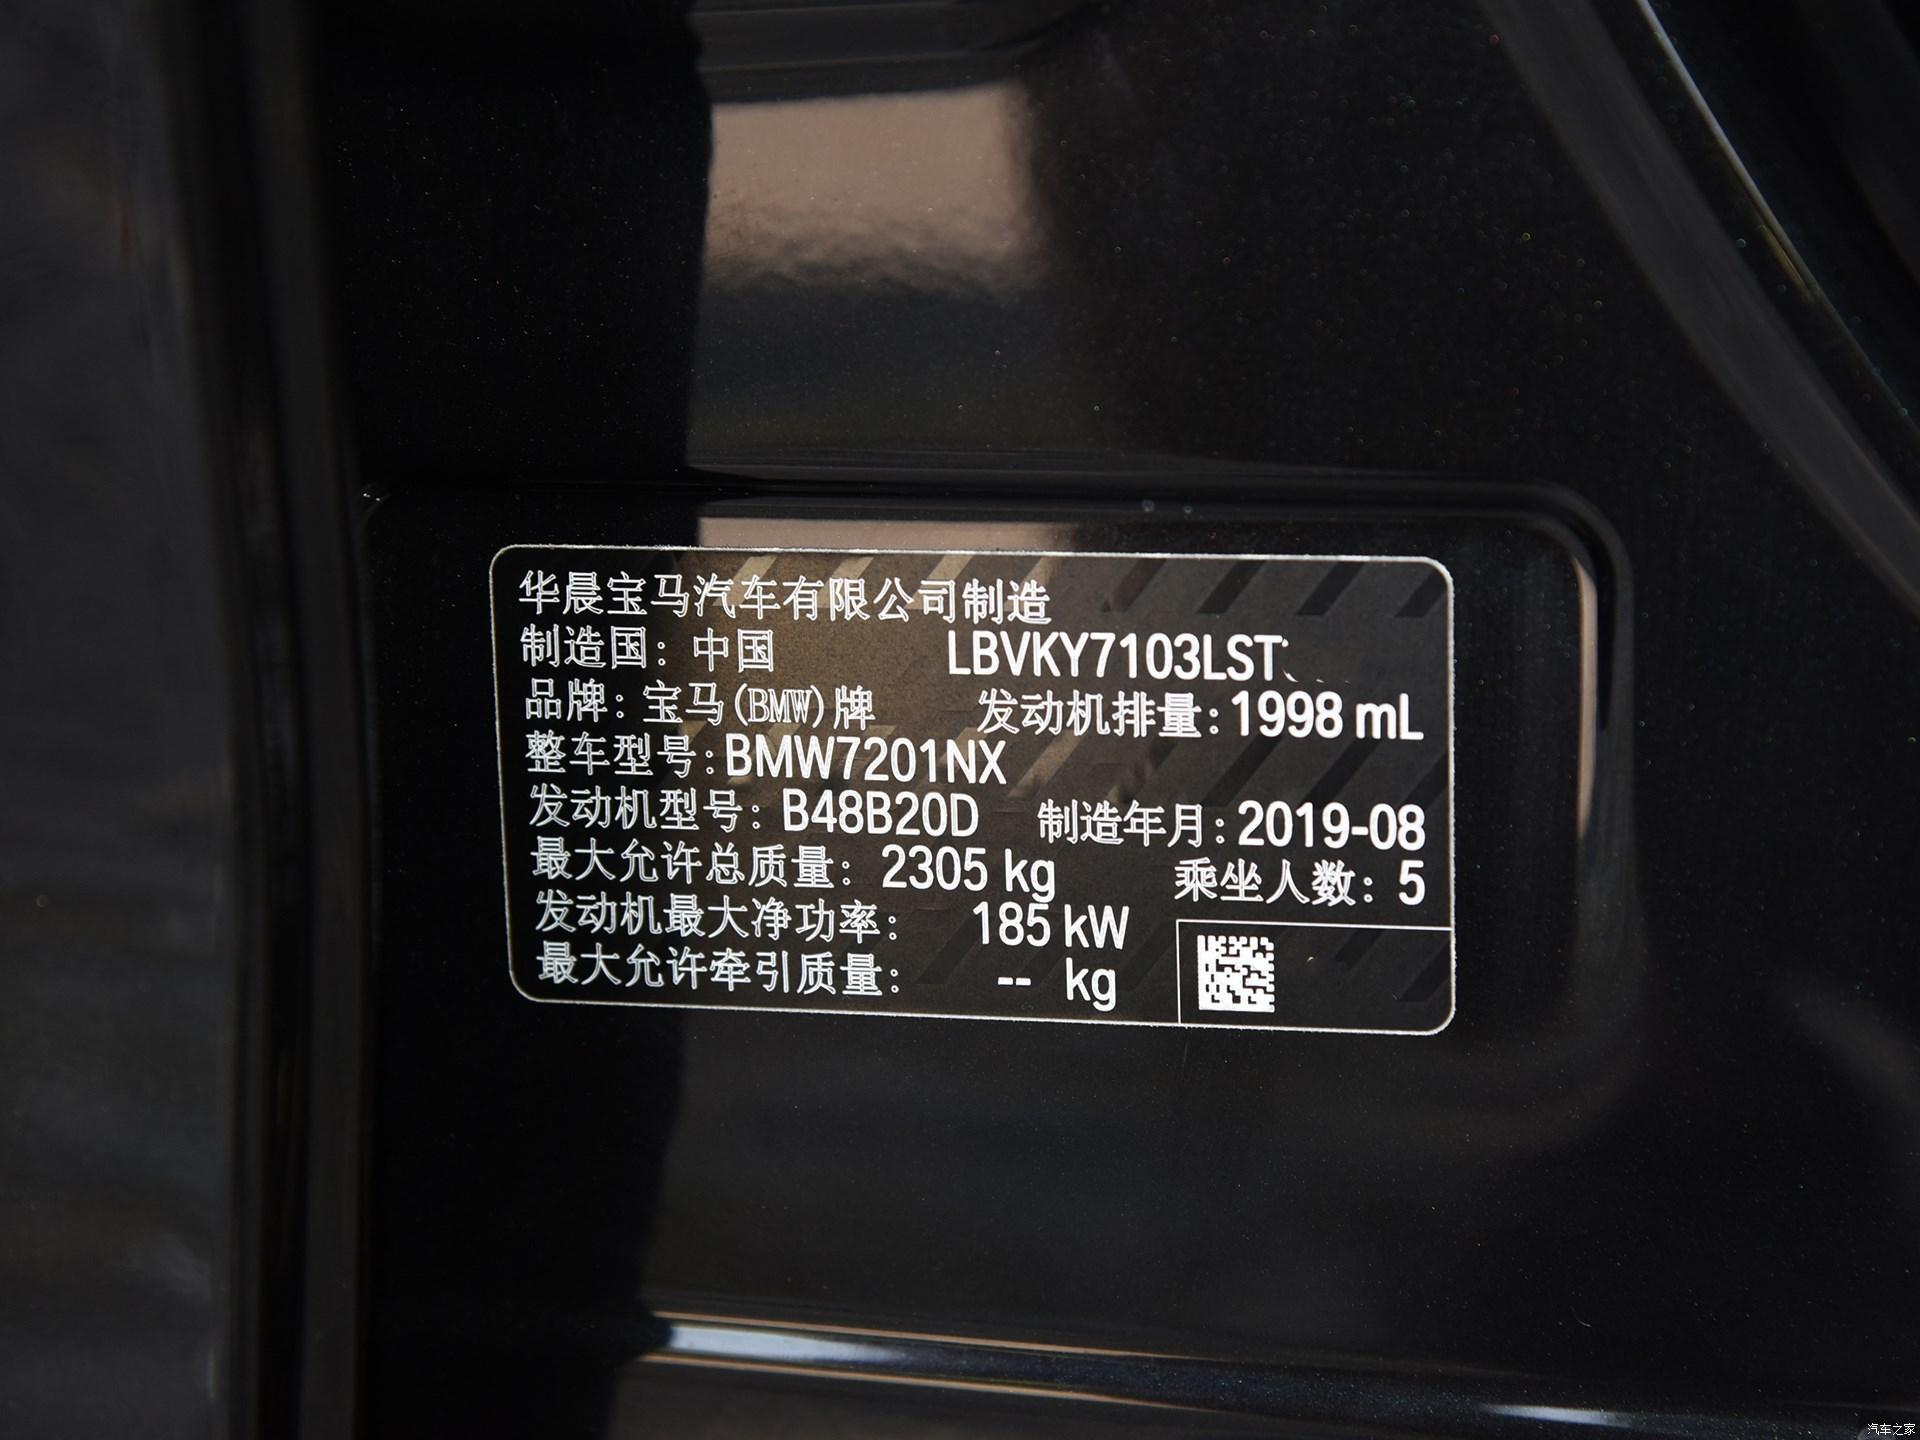 华晨宝马汽车有限公司制造
制造国：中国 LBVKY7103LST
品牌：宝马(BMW)牌 发动机排量：1998 mL
整车型号：BMW7201NX
发动机型号：B48B20D 制造年月：2019-08
最大允许总质量：2305 kg 乘坐人数：5
发动机最大净功率：185 kW
最大允许牵引质量：-- kg
汽车之家